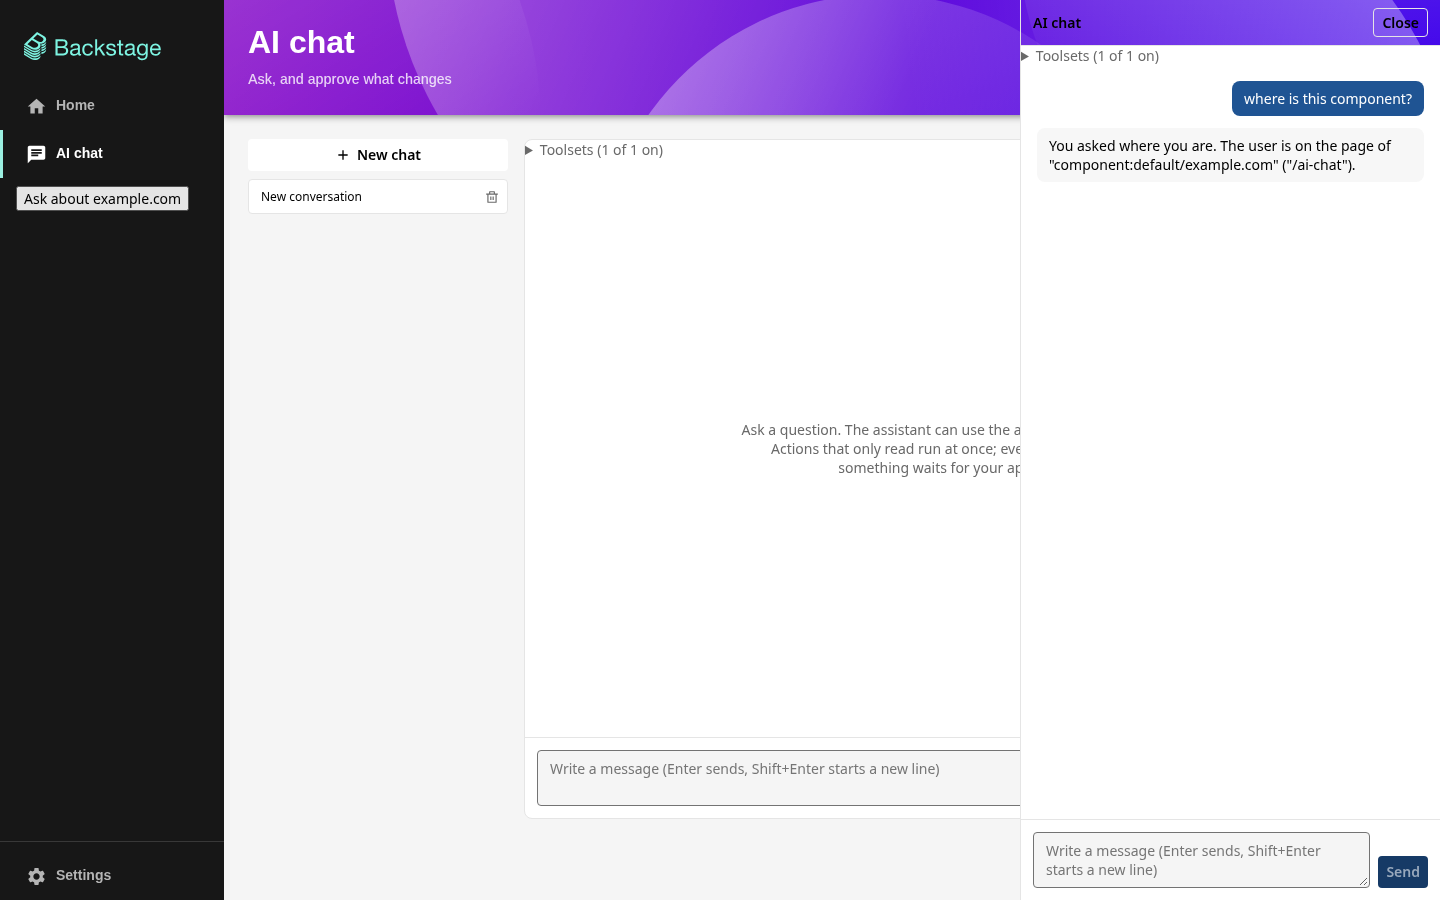 Backstage
Home
AI chat
Ask about example.com
Settings
AI chat
Ask, and approve what changes
New chat
New conversation
Toolsets (1 of 1 on)
Ask a question. The assistant can use the a
Actions that only read run at once; eve
something waits for your ap
Write a message (Enter sends, Shift+Enter starts a new line)
AI chat
Close
Toolsets (1 of 1 on)
where is this component?
You asked where you are. The user is on the page of
"component:default/example.com" ("/ai-chat").
Write a message (Enter sends, Shift+Enter
starts a new line)
Send